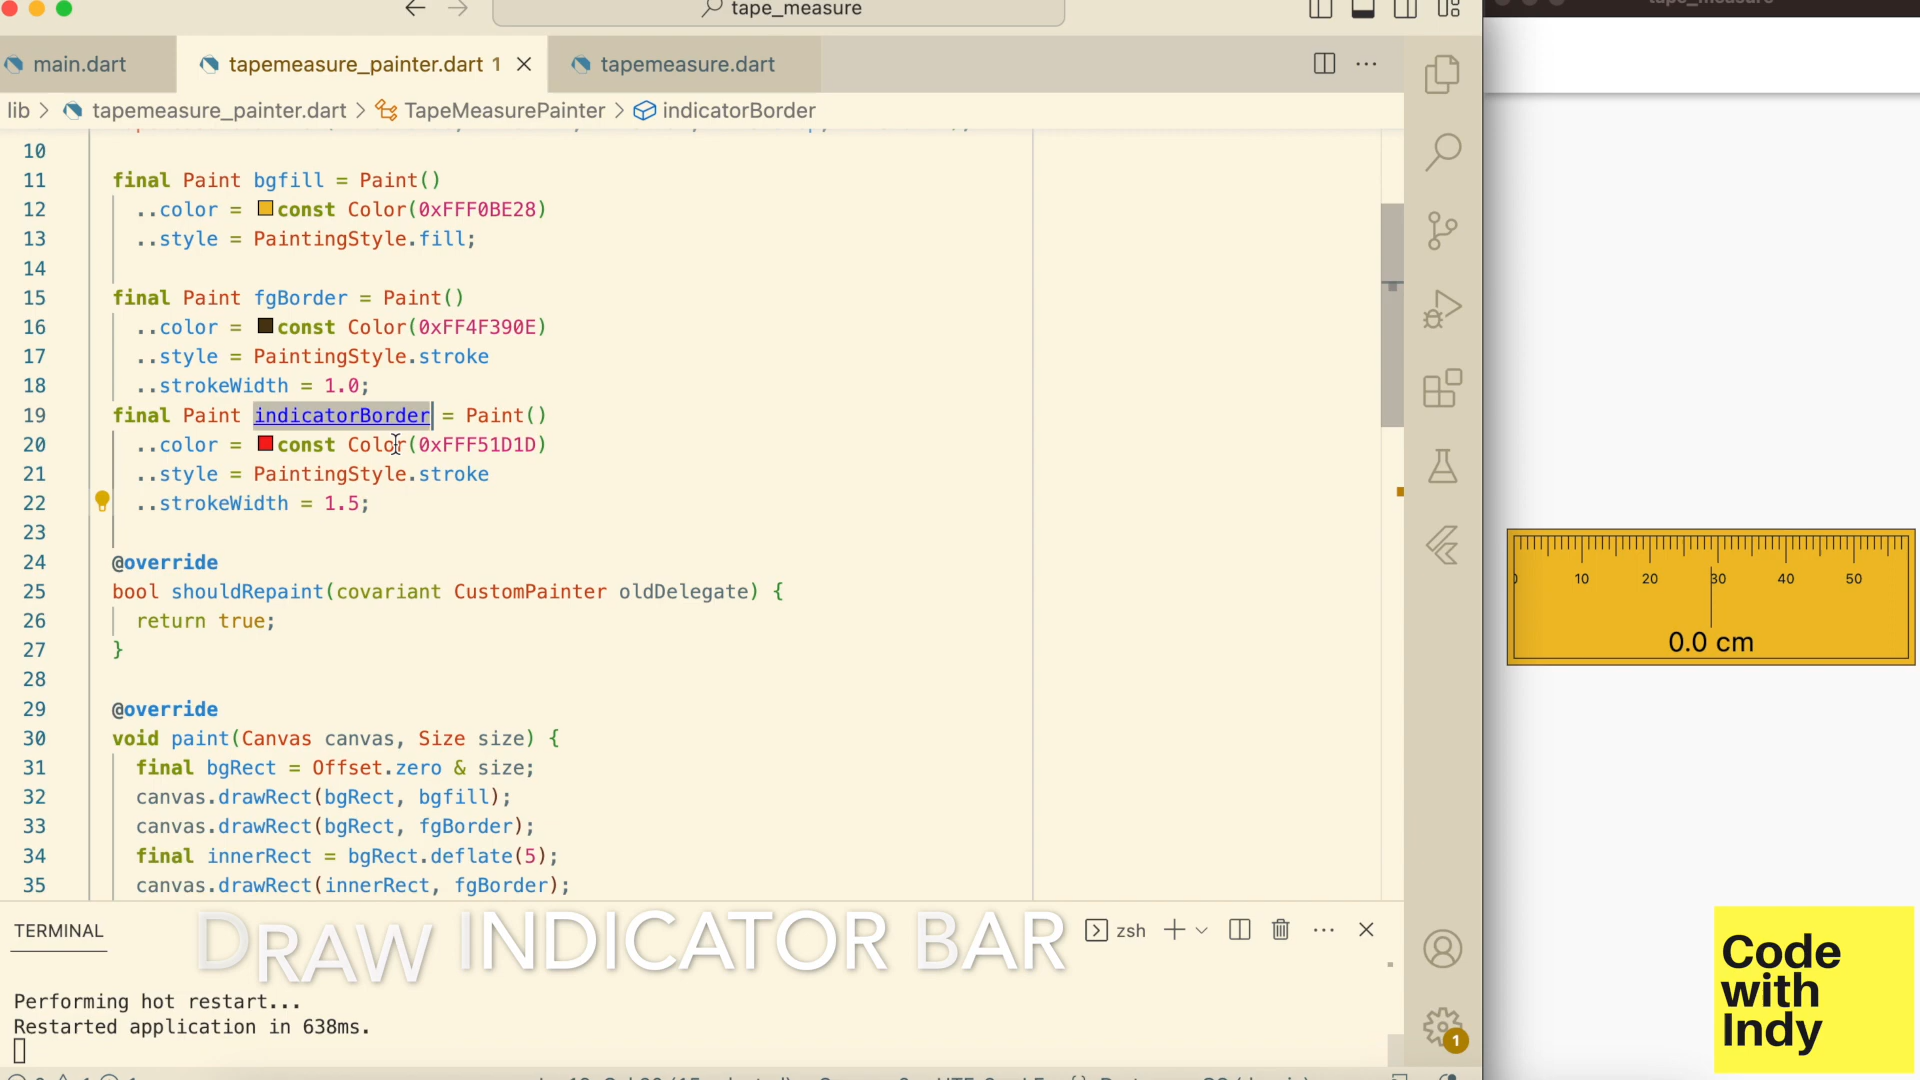 tape_measure
tape_measure
main.dart
tapemeasure_painter.dart 1
tapemeasure.dart
lib > tapemeasure_painter.dart > TapeMeasurePainter > indicatorBorder
10
11 final Paint bgfill = Paint()
12 ..color = const Color(0xFFF0BE28)
13 ..style = PaintingStyle.fill;
14
15 final Paint fgBorder = Paint()
16 ..color = const Color(0xFF4F390E)
17 ..style = PaintingStyle.stroke
18 ..strokeWidth = 1.0;
19 final Paint indicatorBorder = Paint()
20 ..color = const Color(0xFFF51D1D)
21 ..style = PaintingStyle.stroke
22 ..strokeWidth = 1.5;
23
24 @override
25 bool shouldRepaint(covariant CustomPainter oldDelegate) {
26 return true;
27 }
28
29 @override
30 void paint(Canvas canvas, Size size) {
31 final bgRect = Offset.zero & size;
32 canvas.drawRect(bgRect, bgfill);
33 canvas.drawRect(bgRect, fgBorder);
34 final innerRect = bgRect.deflate(5);
35 canvas.drawRect(innerRect, fgBorder);
0 10 20 30 40 50
0.0 cm
TERMINAL
DRAW INDICATOR BAR
zsh
Performing hot restart...
Restarted application in 638ms.
1
Code
with
Indy